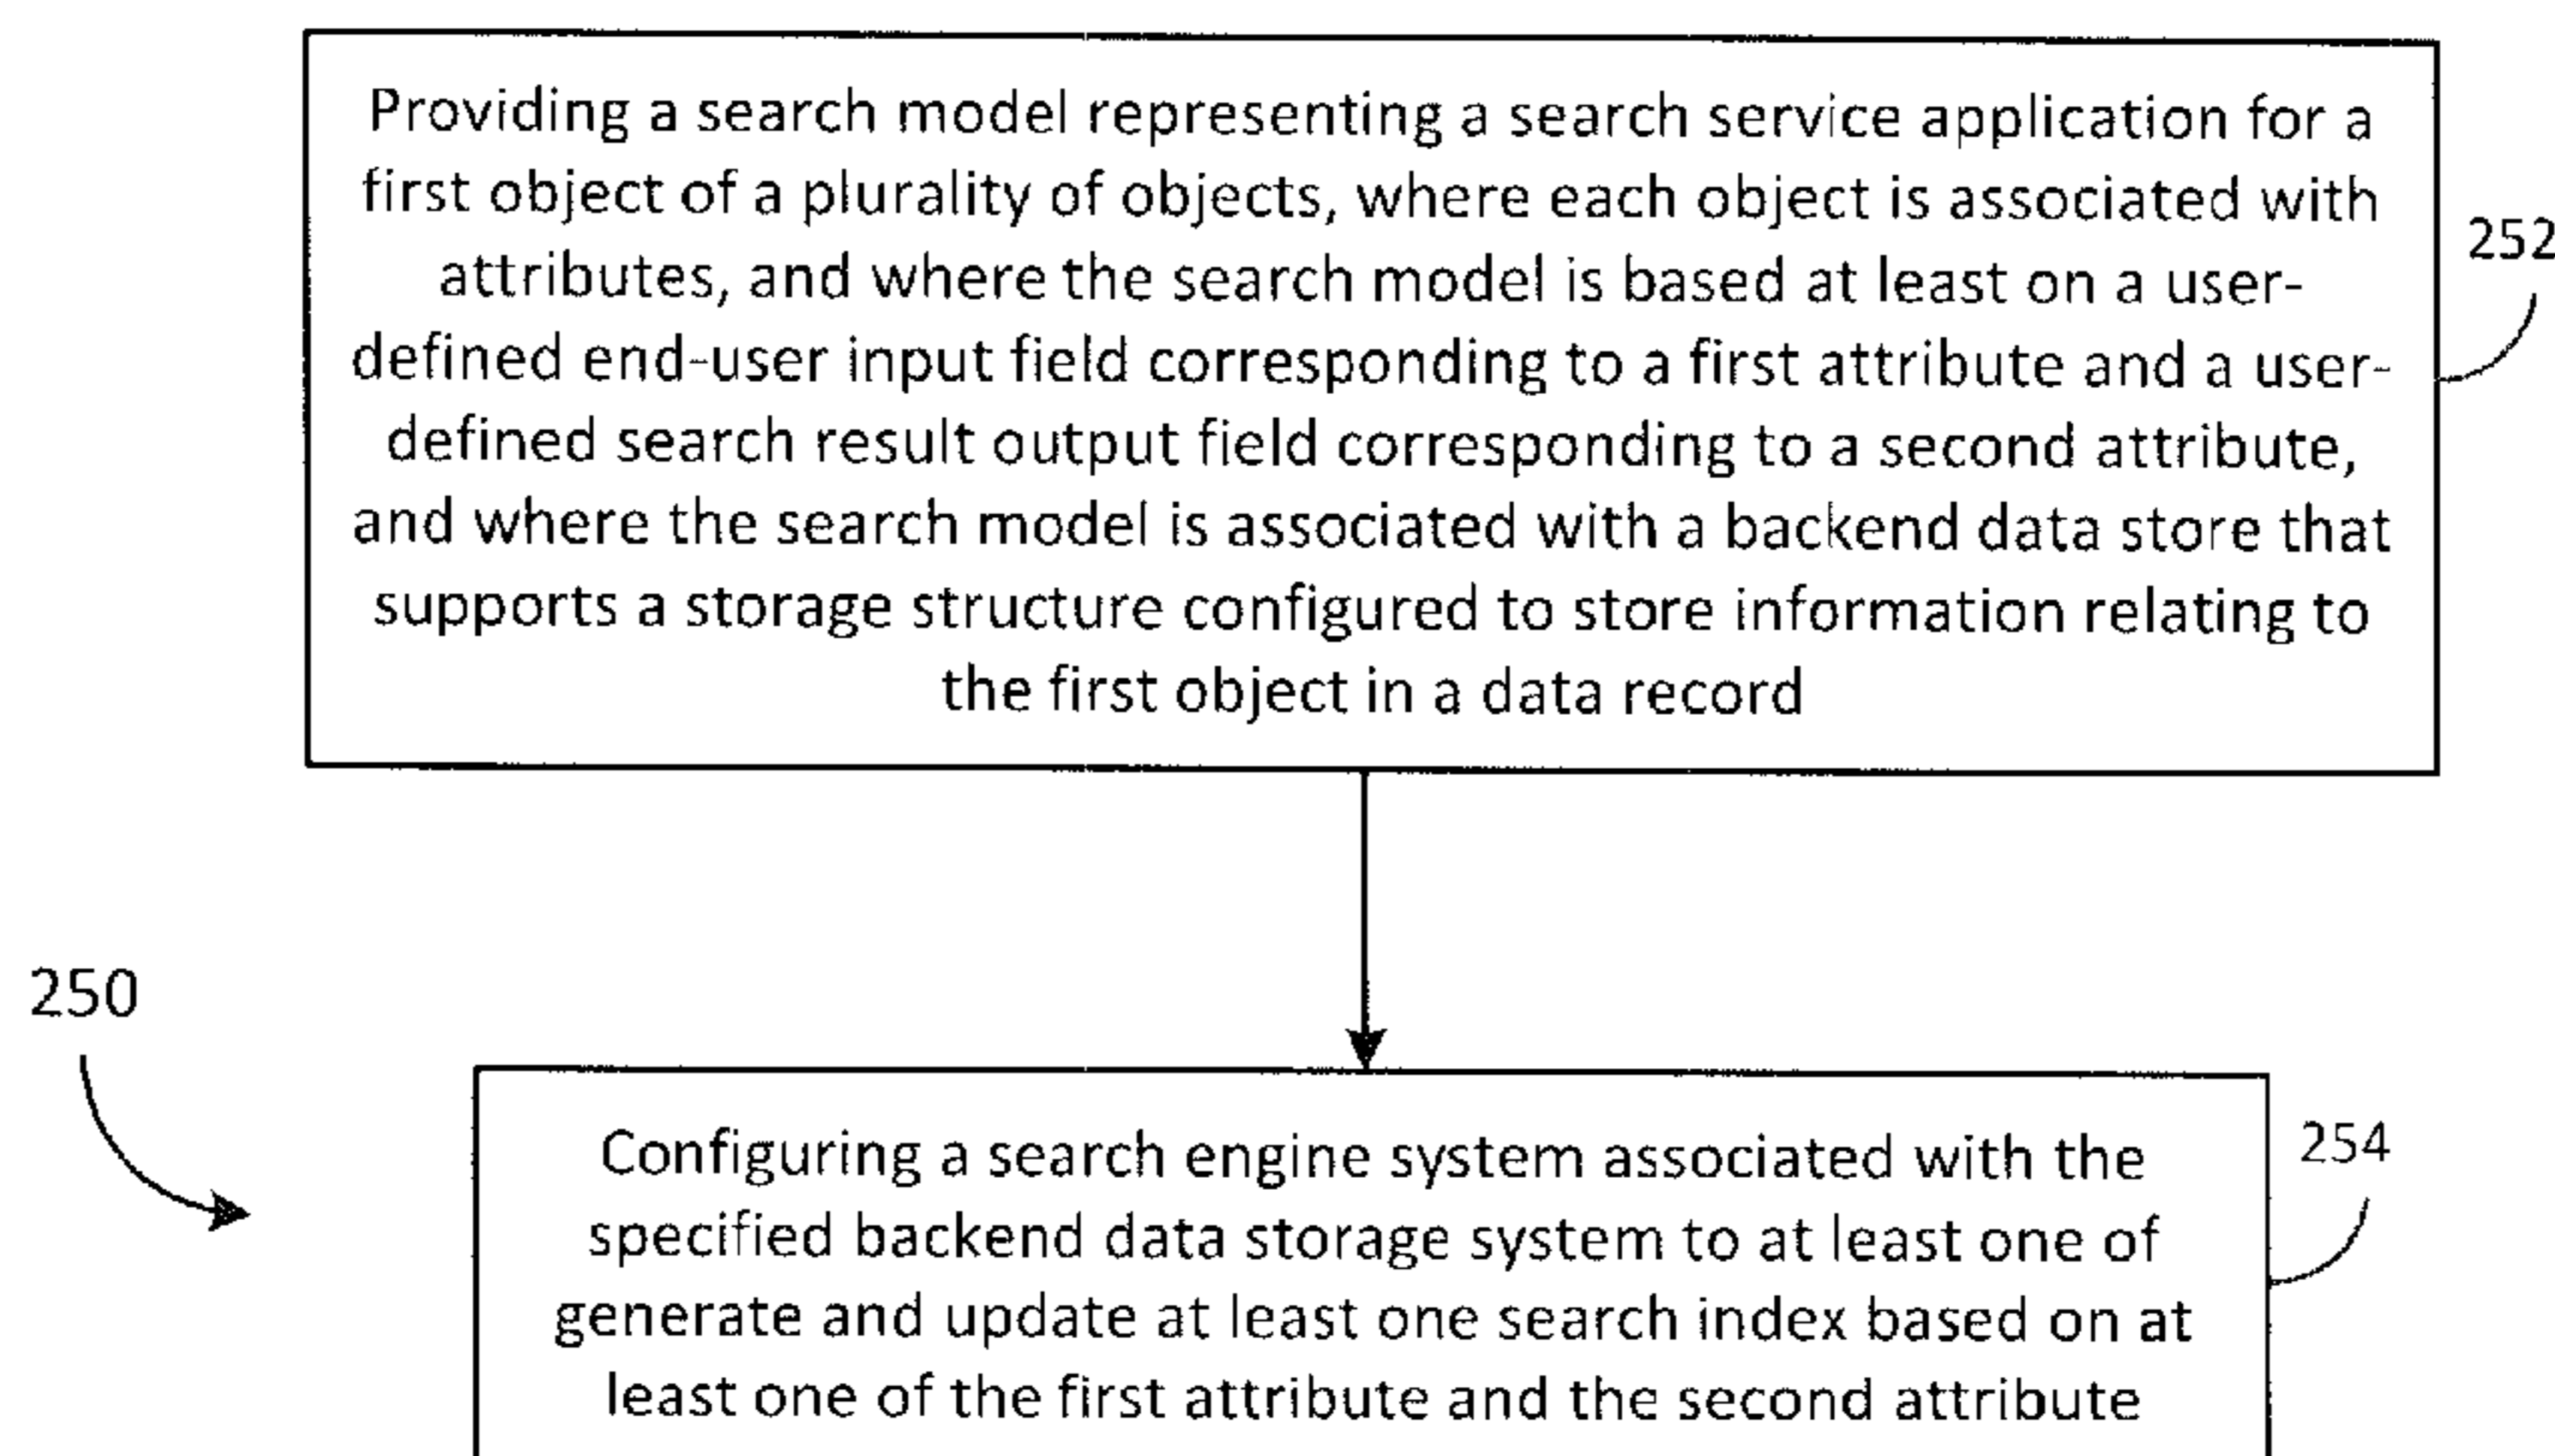 Providing a search model representing a search service application for a
first object of a plurality of objects, where each object is associated with
attributes, and where the search model is based at least on a user-
defined end-user input field corresponding to a first attribute and a user-
defined search result output field corresponding to a second attribute,
and where the search model is associated with a backend data store that
supports a storage structure configured to store information relating to
the first object in a data record
252
250
Configuring a search engine system associated with the
specified backend data storage system to at least one of
generate and update at least one search index based on at
least one of the first attribute and the second attribute
254